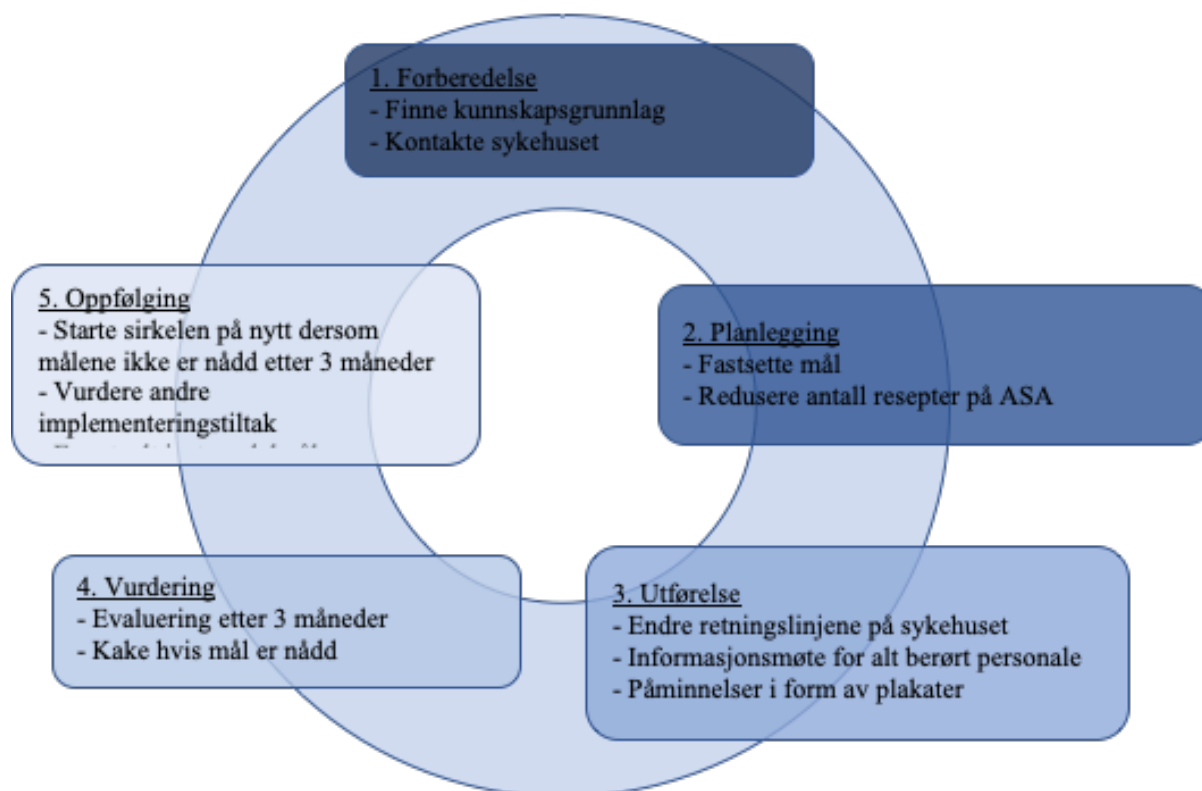 1. Forberedelse
- Finne kunnskapsgrunnlag
- Kontakte sykehuset
2. Planlegging
- Fastsette mål
- Redusere antall resepter på ASA
3. Utførelse
- Endre retningslinjene på sykehuset
- Informasjonsmøte for alt berørt personale
- Påminnelser i form av plakater
4. Vurdering
- Evaluering etter 3 måneder
- Kake hvis mål er nådd
5. Oppfølging
- Starte sirkelen på nytt dersom
målene ikke er nådd etter 3 måneder
- Vurdere andre
implementeringstiltak